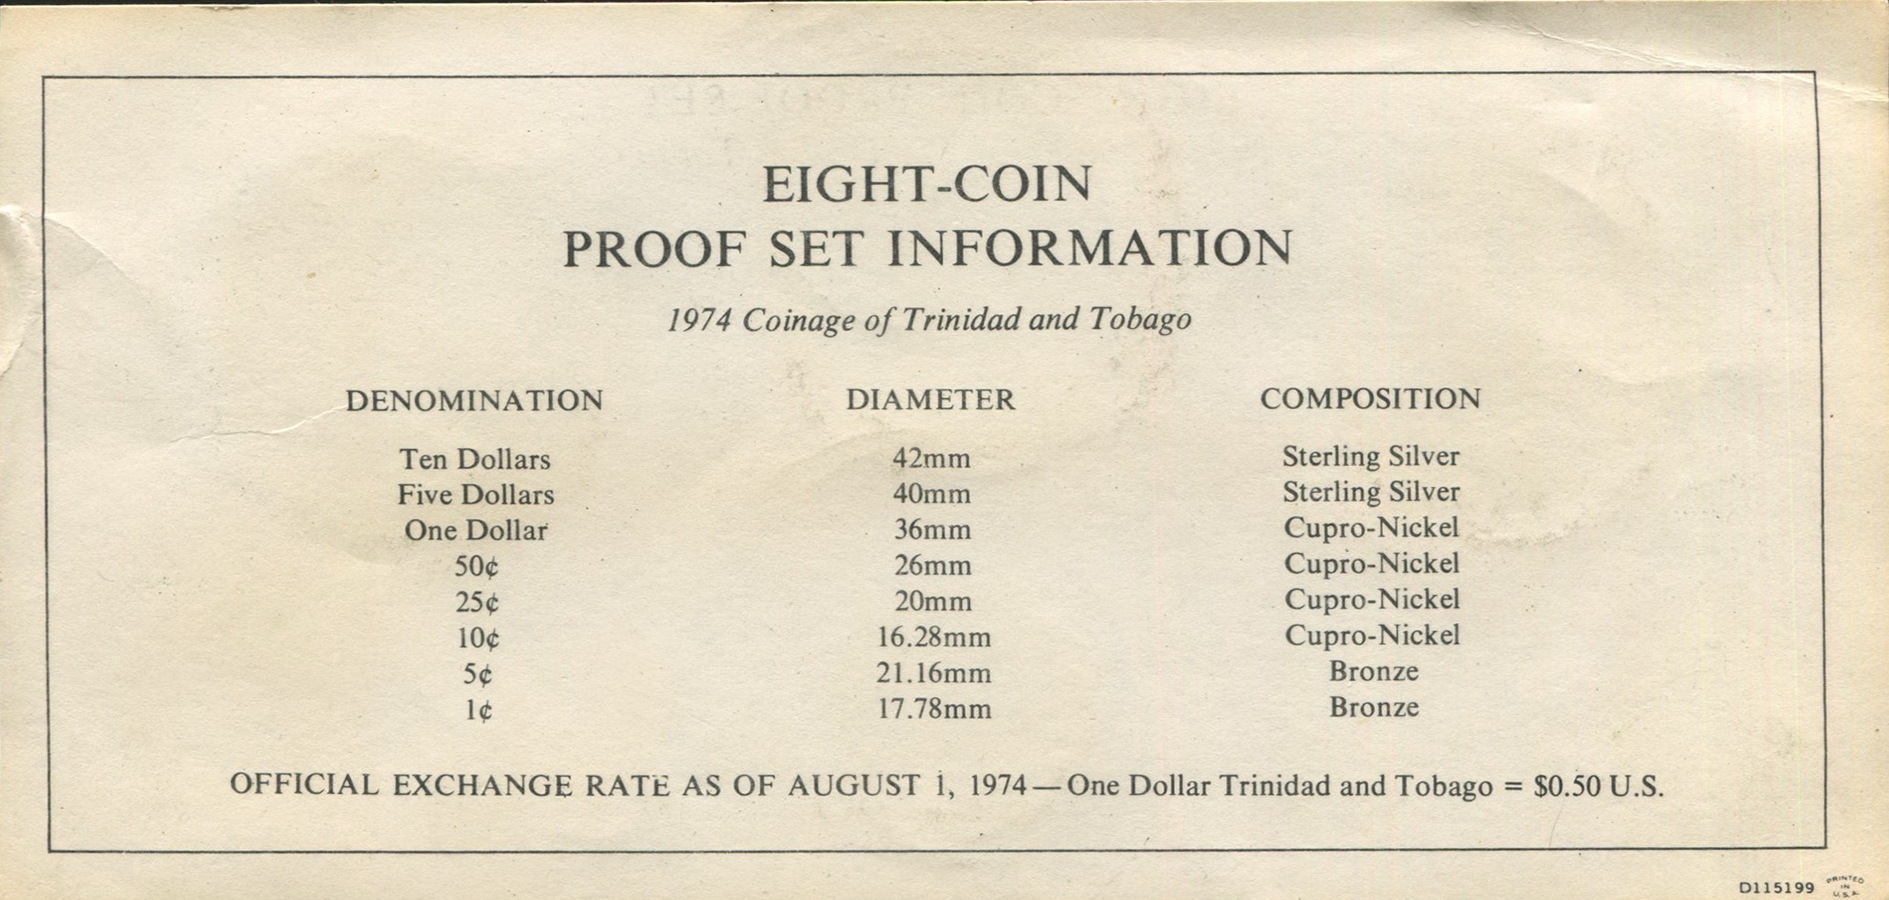 EIGHT-COIN
PROOF SET INFORMATION
1974 Coinage of Trinidad and Tobago
DENOMINATION DIAMETER COMPOSITION
Ten Dollars 42mm Sterling Silver
Five Dollars 40mm Sterling Silver
One Dollar 36mm Cupro-Nickel
50¢ 26mm Cupro-Nickel
25¢ 20mm Cupro-Nickel
10¢ 16.28mm Cupro-Nickel
5¢ 21.16mm Bronze
1¢ 17.78mm Bronze
OFFICIAL EXCHANGE RATE AS OF AUGUST 1, 1974—One Dollar Trinidad and Tobago = $0.50 U.S.
D115199 PRINTED
IN
U.S.A.